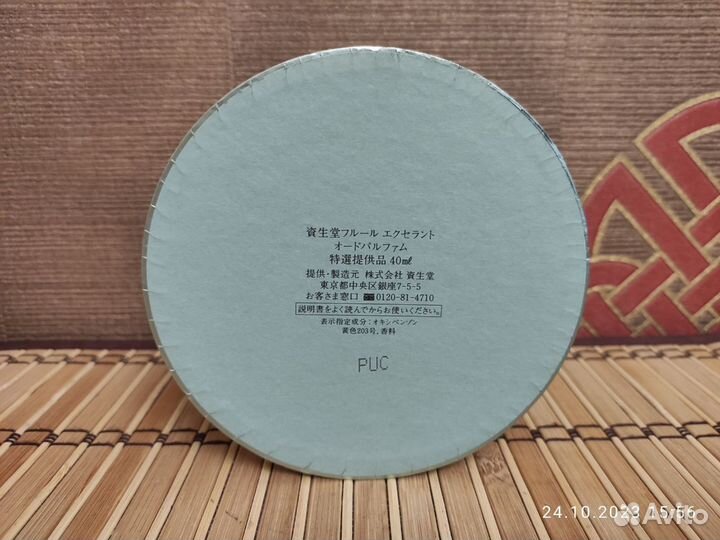 資生堂フルール エクセラント
オードパルファム
特選提供品 40㎖
提供・製造元 株式会社 資生堂
東京都中央区銀座7-5-5
お客さま窓口 ☎0120-81-4710
説明書をよく読んでからお使いください。
表示指定成分：オキシベンゾン
黄色203号、香料
PUC
24.10.2023 15:56
Avito